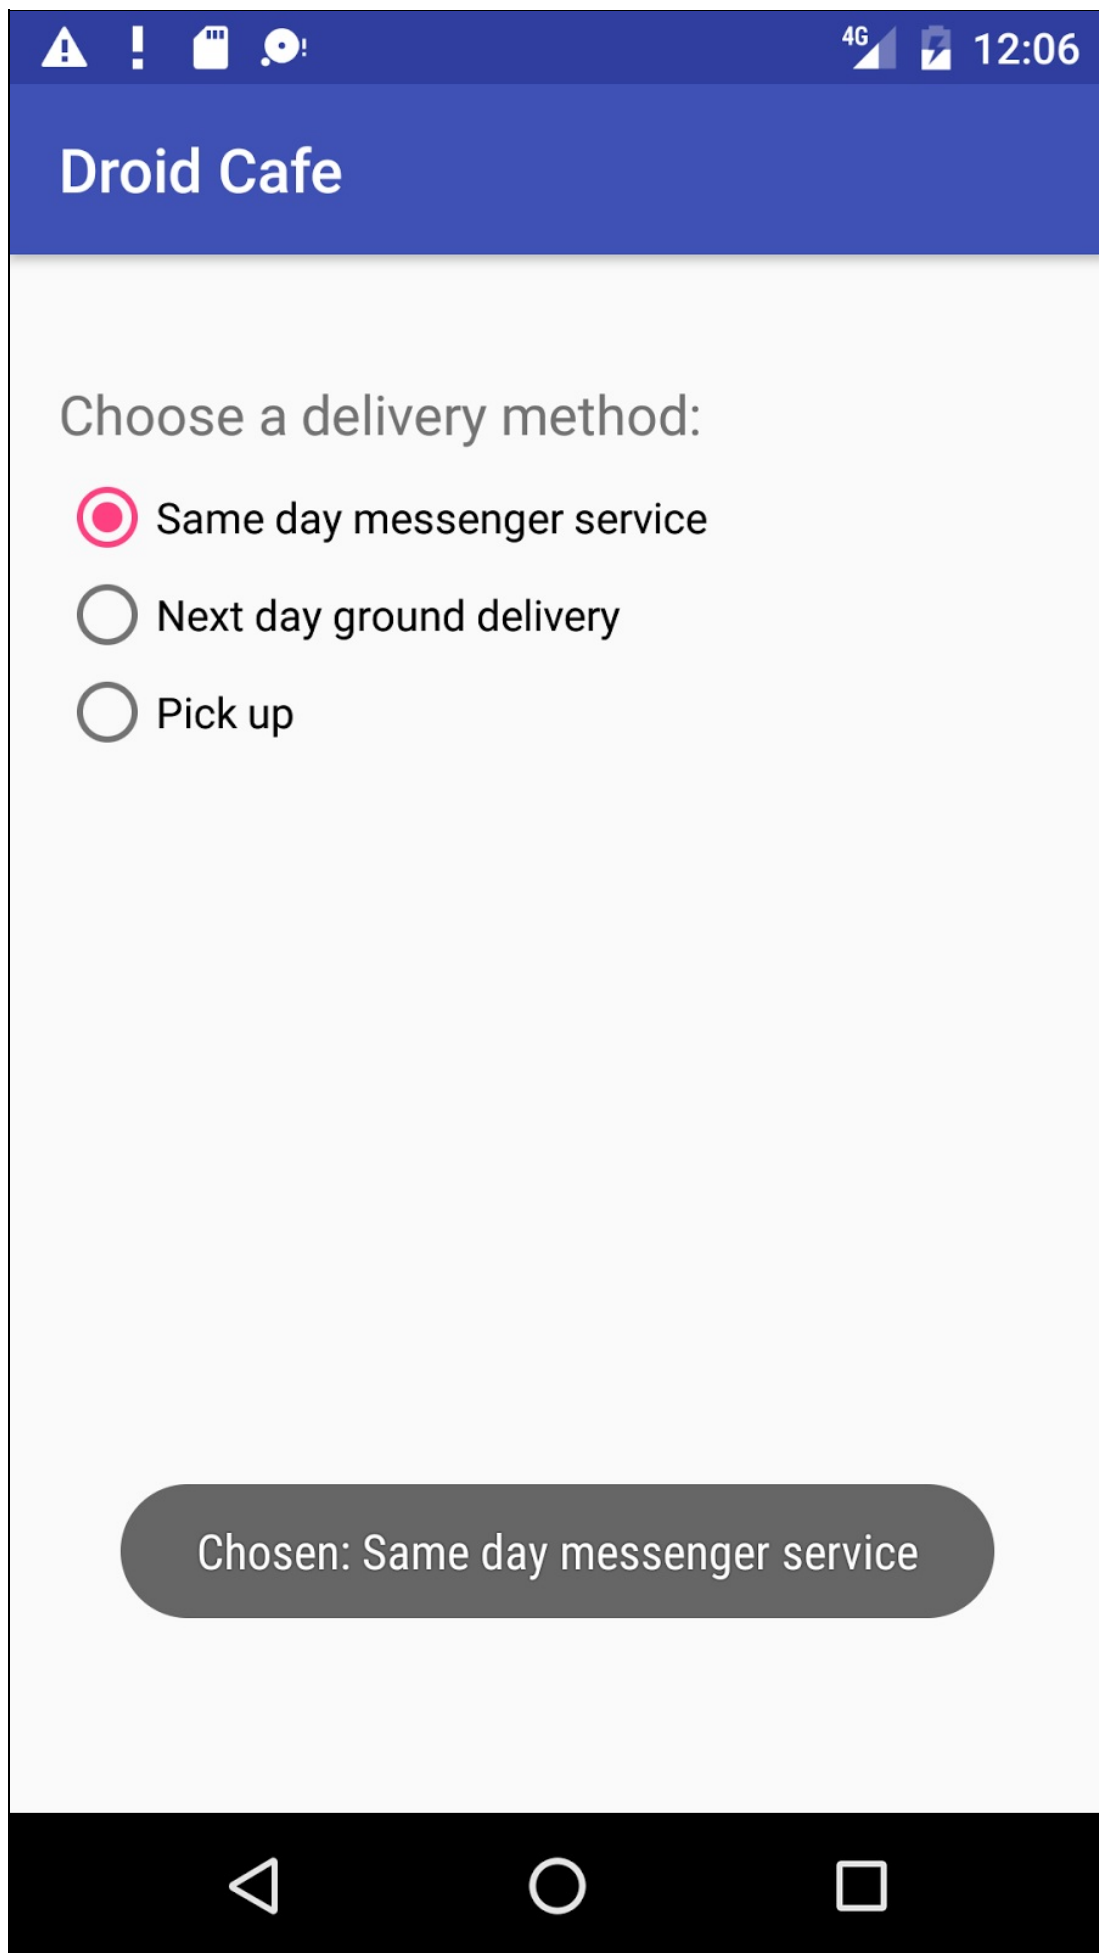 4G 12:06
Droid Cafe
Choose a delivery method:
Same day messenger service
Next day ground delivery
Pick up
Chosen: Same day messenger service